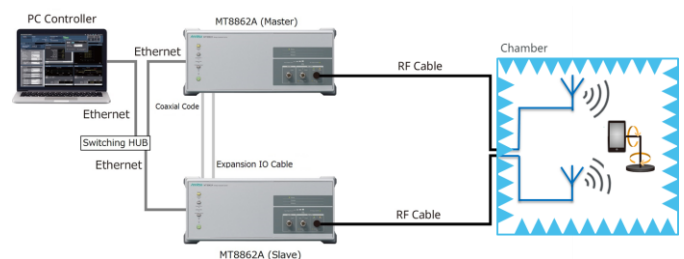 PC Controller
MT8862A (Master)
Ethernet
RF Cable
Chamber
Coaxial Code
Ethernet
Switching HUB
Ethernet
Expansion IO Cable
RF Cable
MT8862A (Slave)